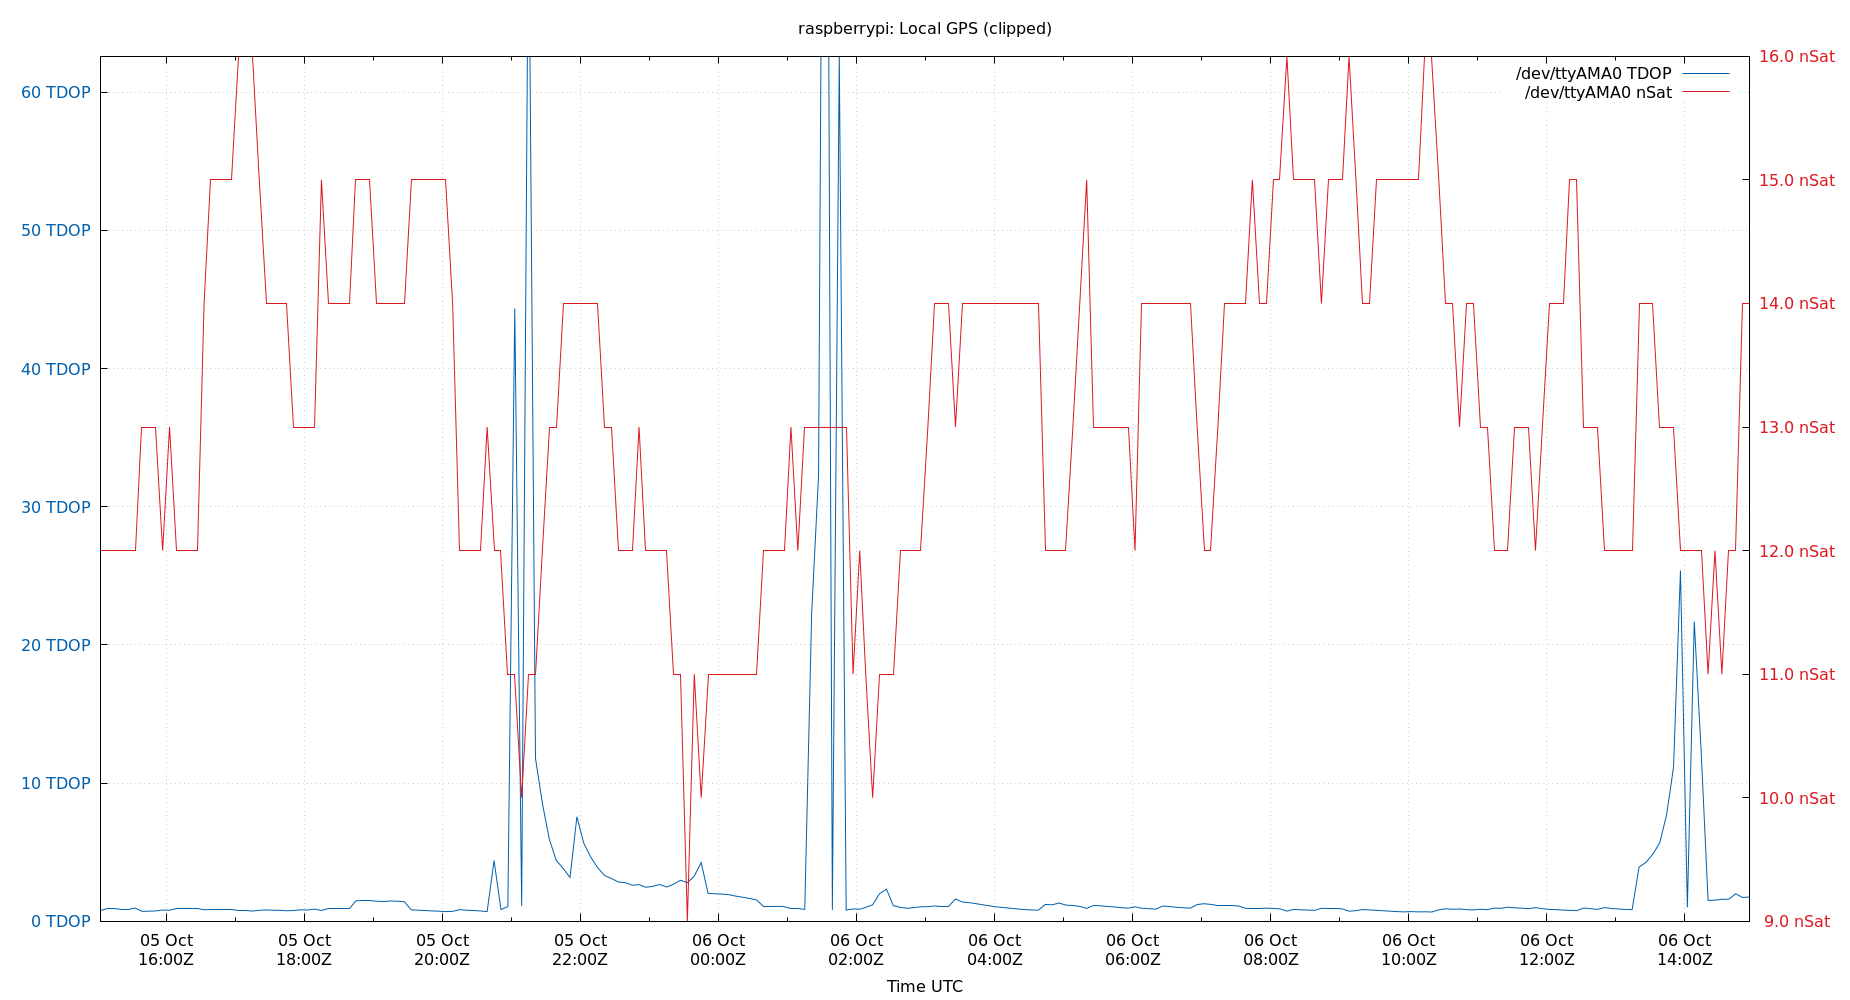 raspberrypi: Local GPS (clipped)
/dev/ttyAMA0 TDOP
/dev/ttyAMA0 nSat
60 TDOP
50 TDOP
40 TDOP
30 TDOP
20 TDOP
10 TDOP
0 TDOP
16.0 nSat
15.0 nSat
14.0 nSat
13.0 nSat
12.0 nSat
11.0 nSat
10.0 nSat
9.0 nSat
05 Oct
16:00Z
05 Oct
18:00Z
05 Oct
20:00Z
05 Oct
22:00Z
06 Oct
00:00Z
06 Oct
02:00Z
06 Oct
04:00Z
06 Oct
06:00Z
06 Oct
08:00Z
06 Oct
10:00Z
06 Oct
12:00Z
06 Oct
14:00Z
Time UTC